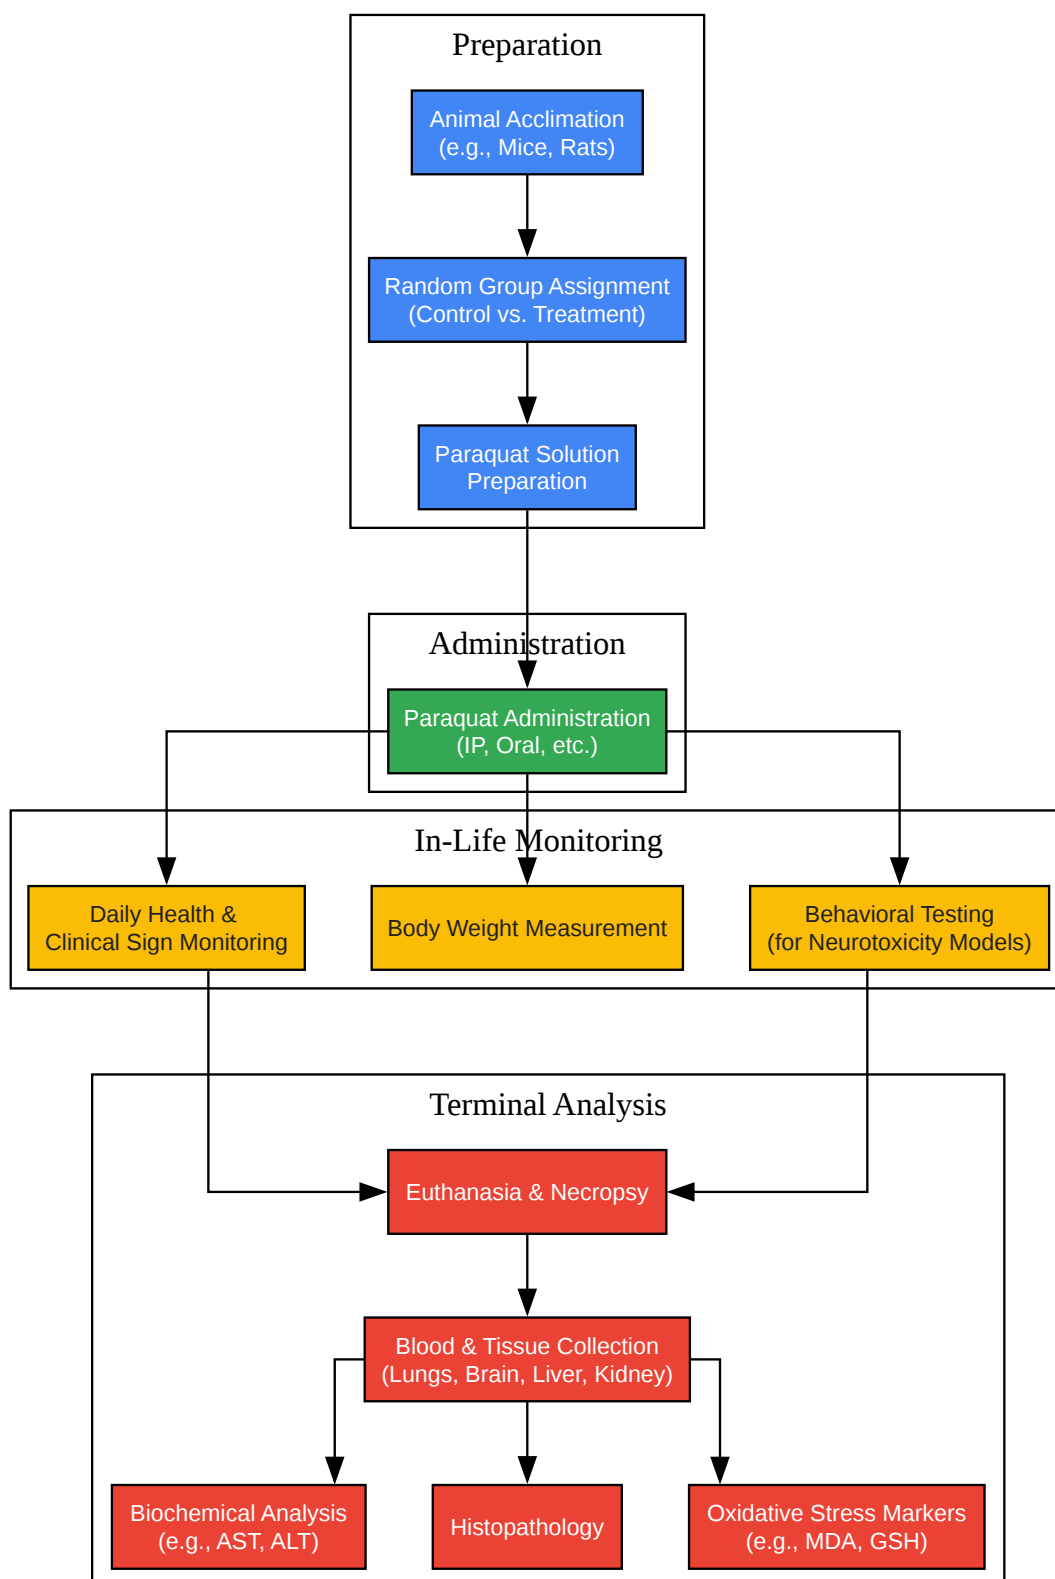 Preparation
Animal Acclimation
(e.g., Mice, Rats)
Random Group Assignment
(Control vs. Treatment)
Paraquat Solution
Preparation
Administration
Paraquat Administration
(IP, Oral, etc.)
In-Life Monitoring
Daily Health &
Clinical Sign Monitoring
Body Weight Measurement
Behavioral Testing
(for Neurotoxicity Models)
Terminal Analysis
Euthanasia & Necropsy
Blood & Tissue Collection
(Lungs, Brain, Liver, Kidney)
Biochemical Analysis
(e.g., AST, ALT)
Histopathology
Oxidative Stress Markers
(e.g., MDA, GSH)